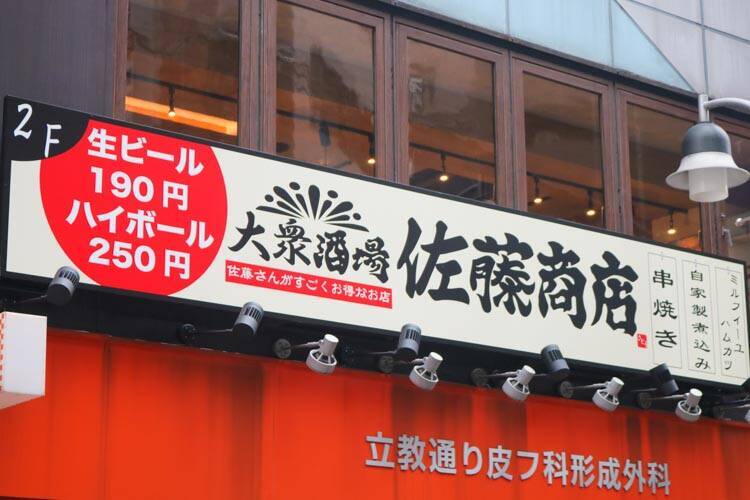 2F
生ビール
190円
ハイボール
250円
大衆酒場
佐藤さんがすごくお得なお店
佐藤商店
串焼き
自家製煮込み
ミルフィーユ
ハムカツ
立教通り皮フ科形成外科